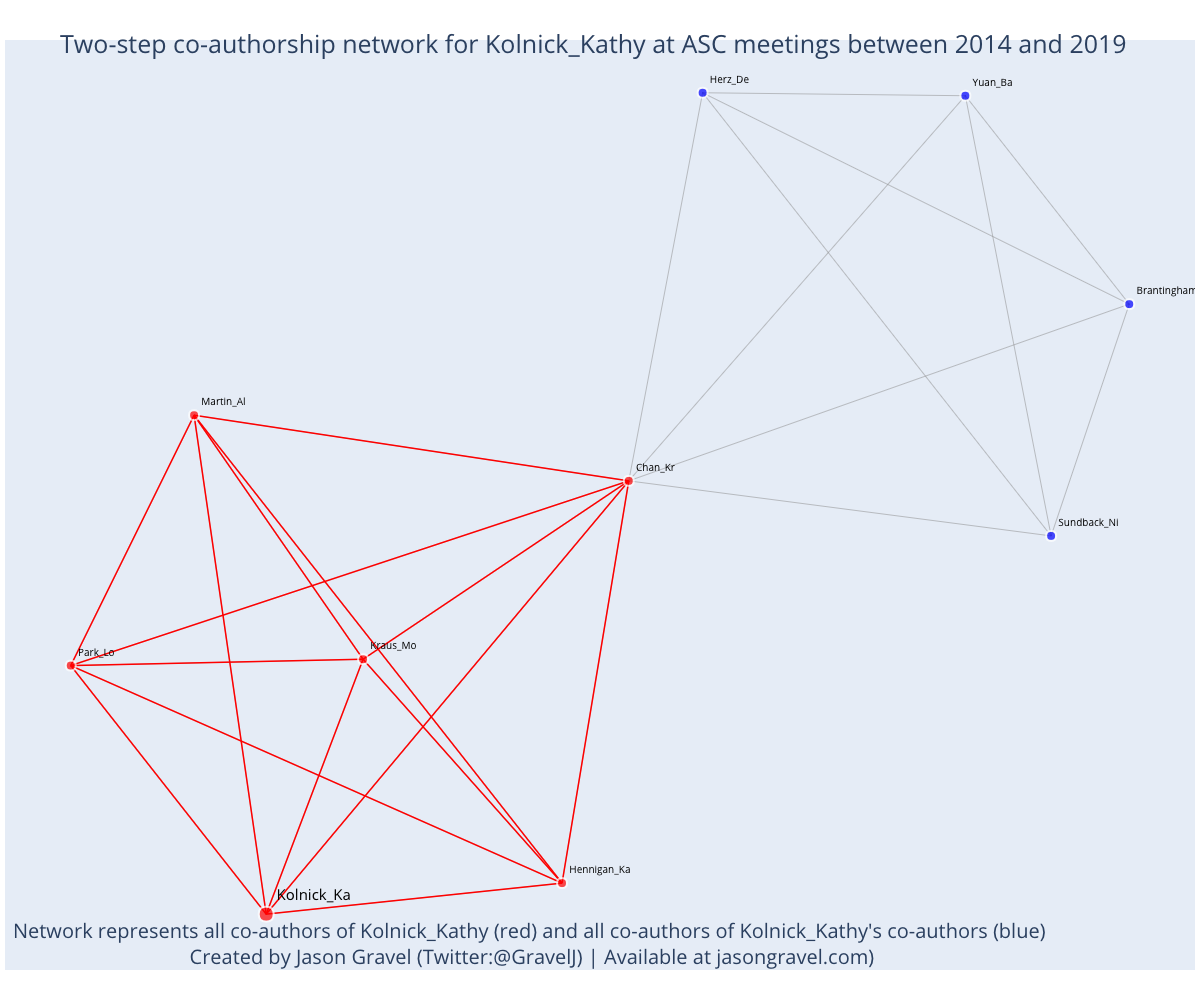 Two-step co-authorship network for Kolnick_Kathy at ASC meetings between 2014 and 2019
Herz_De
Yuan_Ba
Brantingham
Martin_Al
Chan_Kr
Sundback_Ni
Kraus_Mo
Park_Lo
Hennigan_Ka
Kolnick_Ka
Network represents all co-authors of Kolnick_Kathy (red) and all co-authors of Kolnick_Kathy's co-authors (blue)
Created by Jason Gravel (Twitter:@GravelJ) | Available at jasongravel.com)